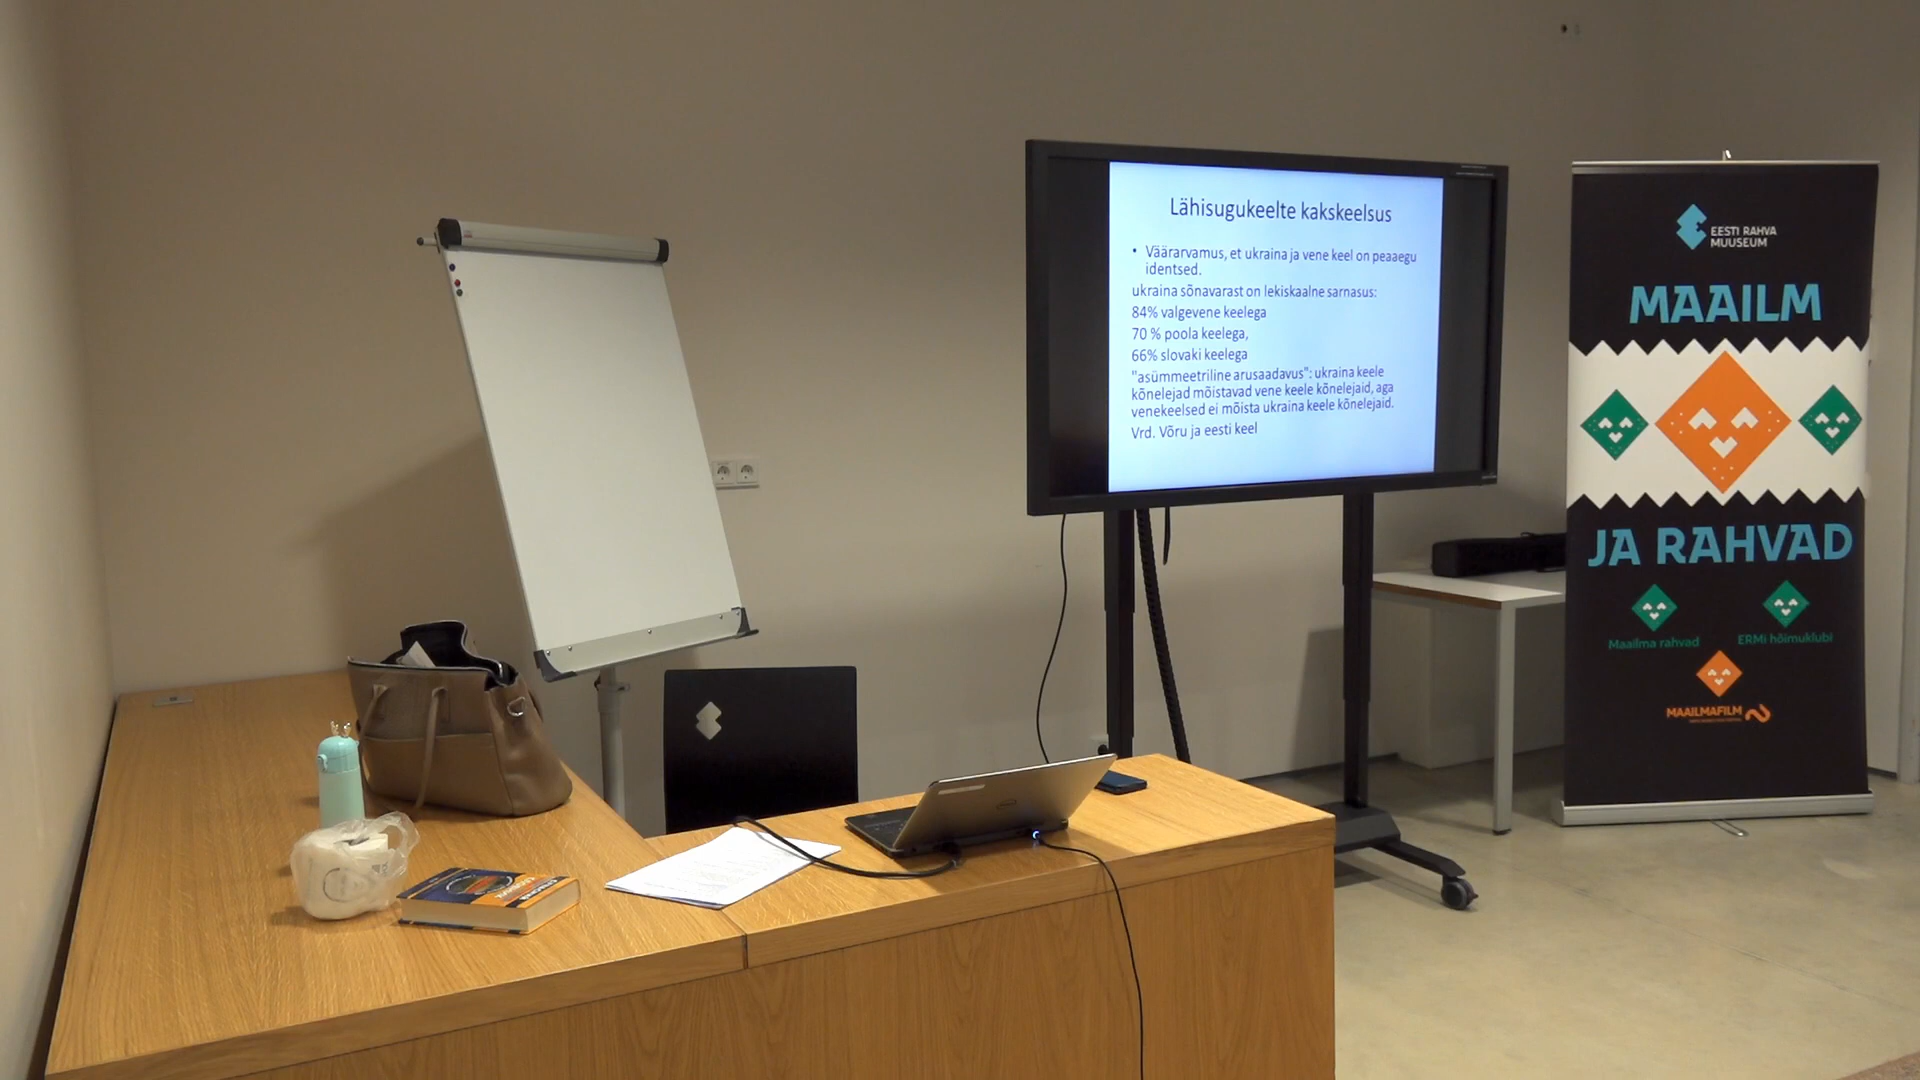 Lähisugukeelte kakskeelsus
• Väärarvamus, et ukraina ja vene keel on peaaegu
identsed.
ukraina sõnavarast on lekiskaalne sarnasus:
84% valgevene keelega
70 % poola keelega,
66% slovaki keelega
"asümmeetriline arusaadavus": ukraina keele
kõnelejad mõistavad vene keele kõnelejaid, aga
venekeelsed ei mõista ukraina keele kõnelejaid.
Vrd. Võru ja eesti keel
EESTI RAHVA
MUUSEUM
MAAILM
JA RAHVAD
Maailma rahvad
ERMi hõimuklubi
MAAILMAFILM